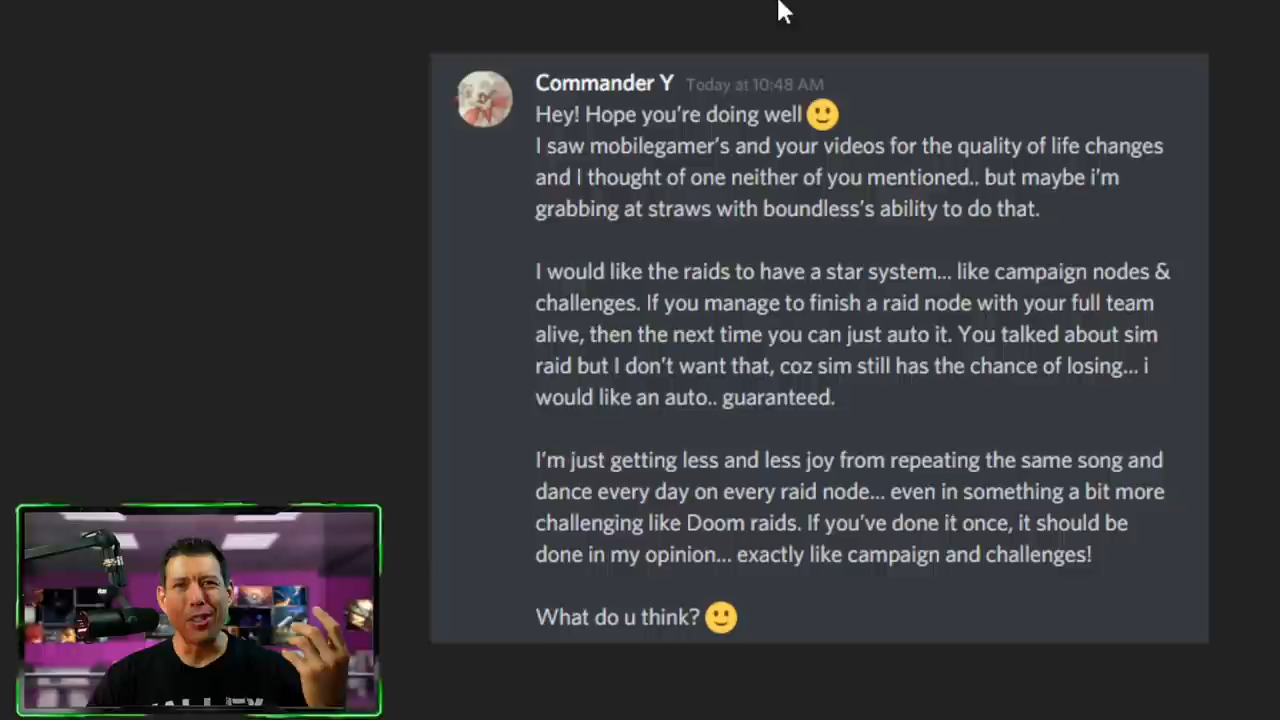 Commander Y Today at 10:48 AM
Hey! Hope you're doing well
I saw mobilegamer's and your videos for the quality of life changes
and I thought of one neither of you mentioned.. but maybe i'm
grabbing at straws with boundless's ability to do that.
I would like the raids to have a star system... like campaign nodes &
challenges. If you manage to finish a raid node with your full team
alive, then the next time you can just auto it. You talked about sim
raid but I don't want that, coz sim still has the chance of losing... i
would like an auto.. guaranteed.
I'm just getting less and less joy from repeating the same song and
dance every day on every raid node... even in something a bit more
challenging like Doom raids. If you've done it once, it should be
done in my opinion... exactly like campaign and challenges!
What do u think?